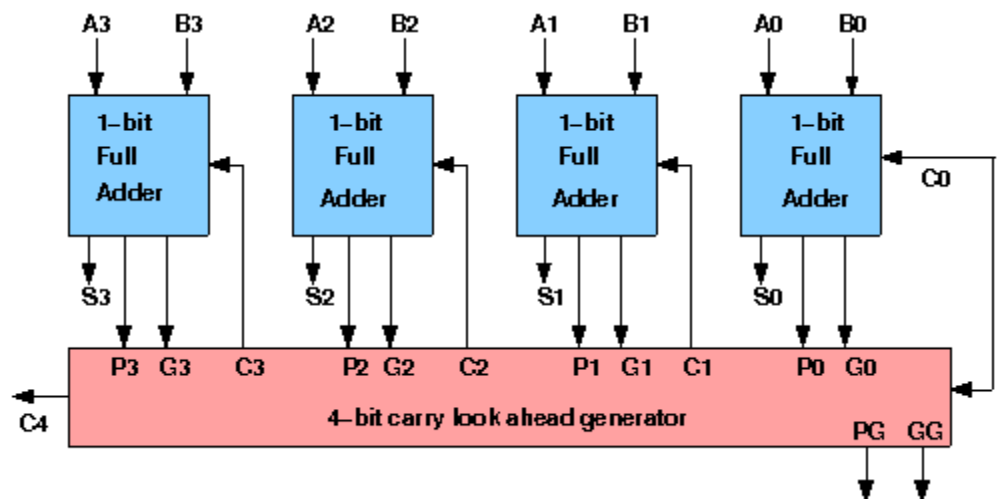 A3 B3 A2 B2 A1 B1 A0 B0
1-bit Full Adder
1-bit Full Adder
1-bit Full Adder
1-bit Full Adder
C0
S3 S2 S1 S0
P3 G3 C3 P2 G2 C2 P1 G1 C1 P0 G0
C4
4-bit carry look ahead generator
PG GG